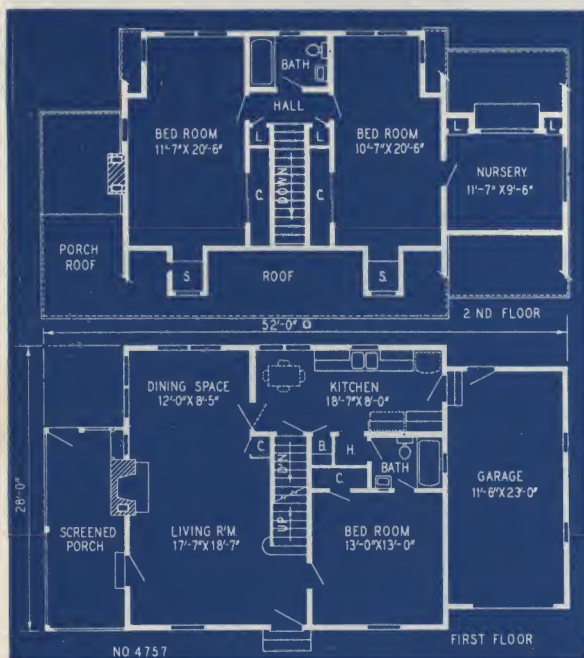 BATH
HALL
BED ROOM
11'-7" X 20'-6"
BED ROOM
10'-7" X 20'-6"
L.
L.
L.
L.
NURSERY
11'-7" X 9'-6"
C.
DOWN
C.
PORCH
ROOF
S.
ROOF
S.
2 ND FLOOR
52'-0"
DINING SPACE
12'-0" X 8'-5"
KITCHEN
18'-7" X 8'-0"
C.
D'N
B.
H.
BATH
C.
28'-0"
GARAGE
11'-6" X 23'-0"
SCREENED
PORCH
LIVING R'M
17'-7" X 18'-7"
UP
BED ROOM
13'-0" X 13'-0"
NO 4757
FIRST FLOOR